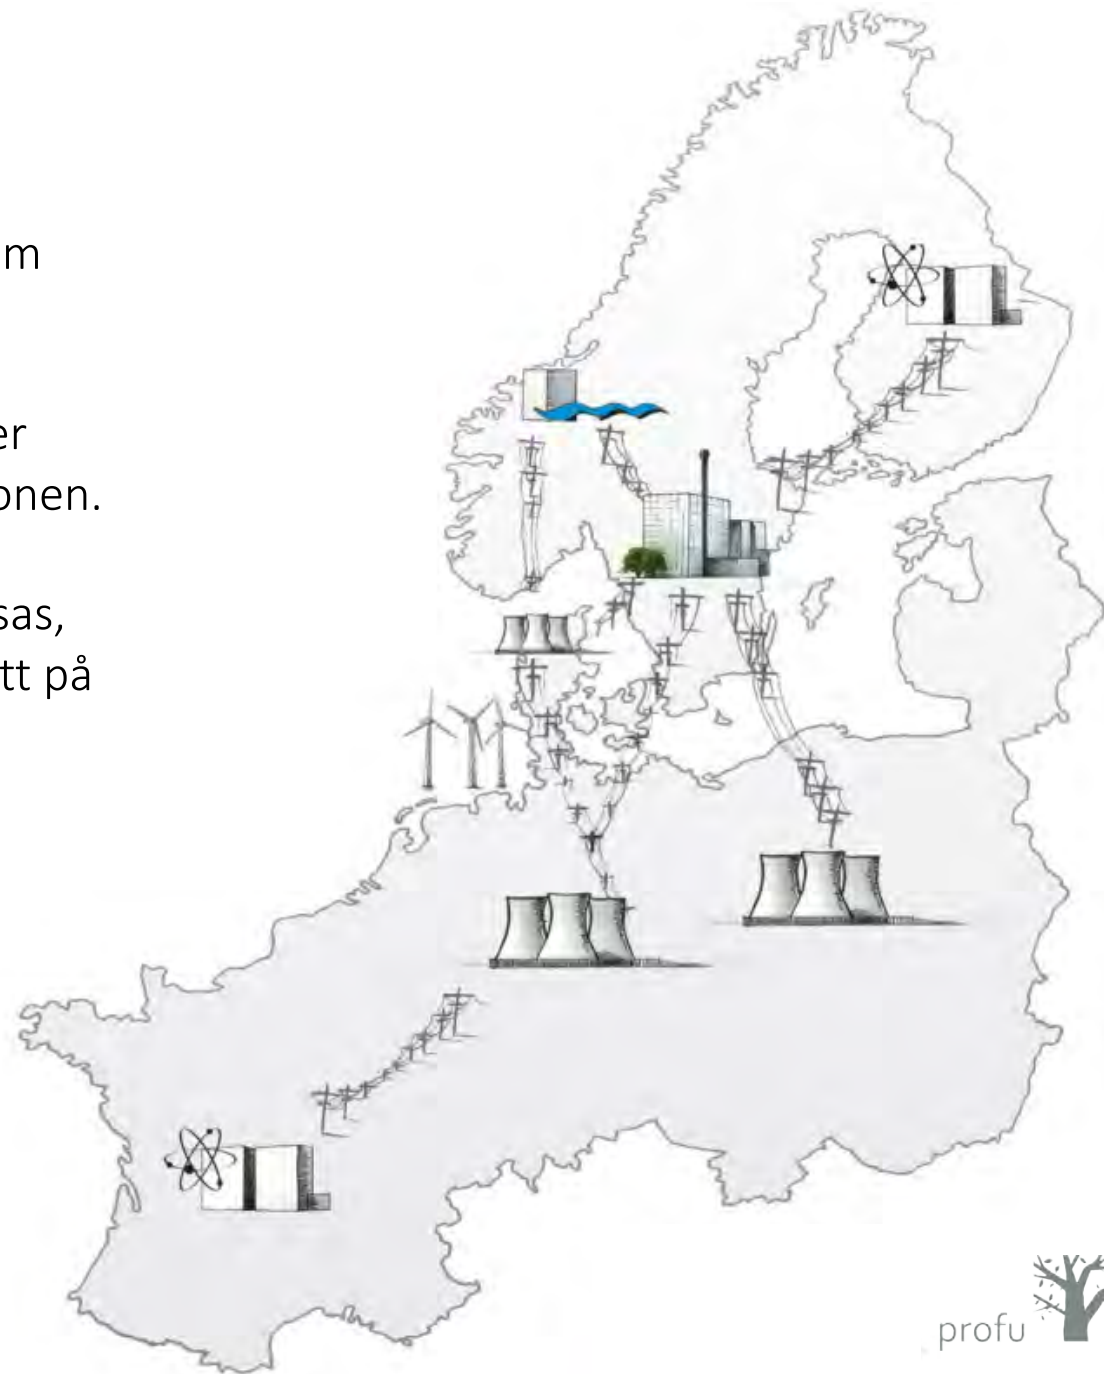 m
er
onen.
sas,
tt på
profu